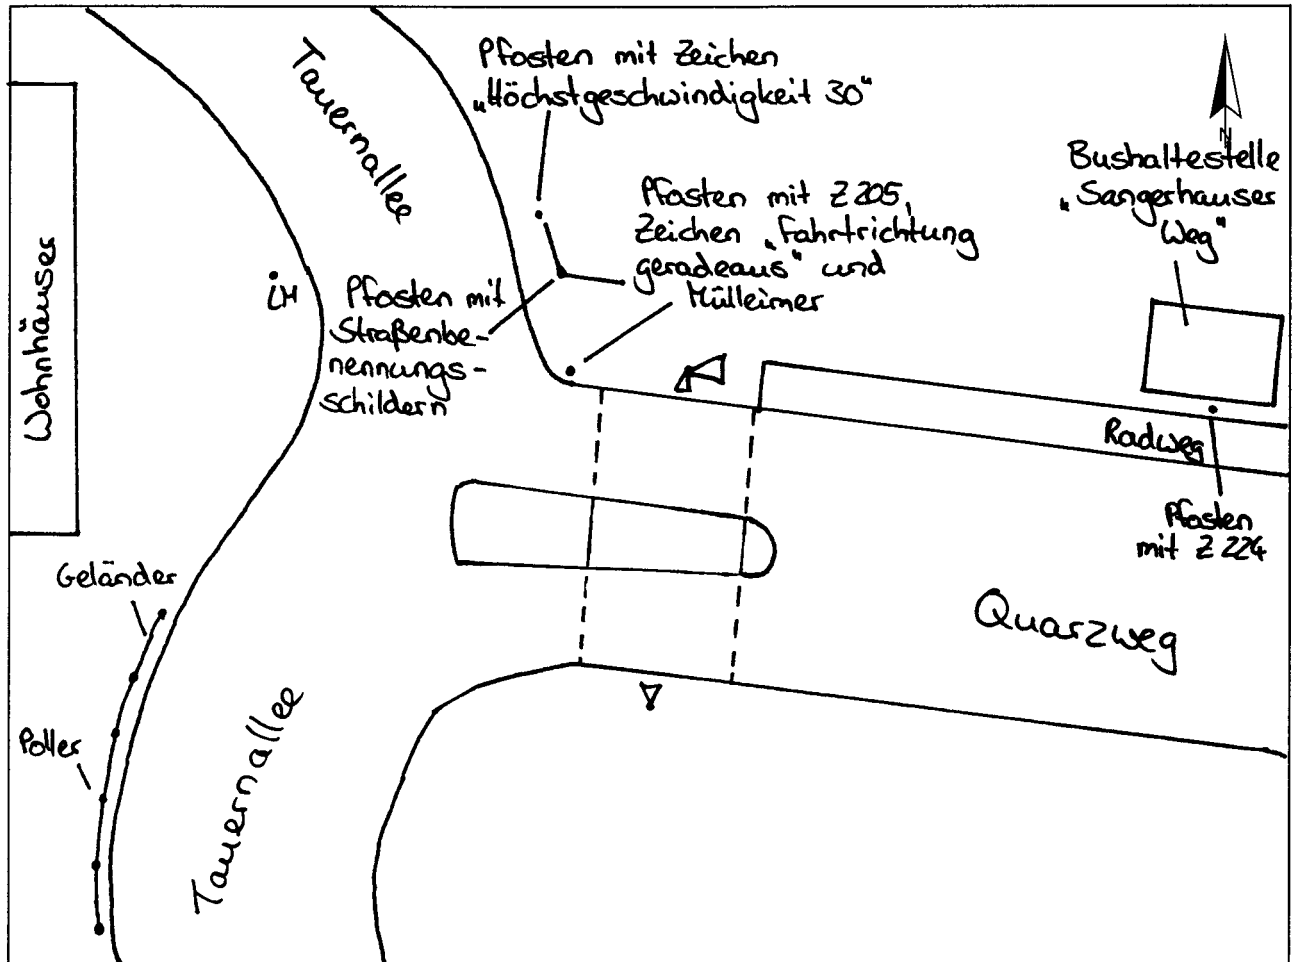 Tauernallee
Pfosten mit Zeichen
„Höchstgeschwindigkeit 30“
N
Bushaltestelle
„Sangerhauser
Weg“
Pfosten mit Z 205,
Zeichen „Fahrtrichtung
geradeaus“ und
Mülleimer
Pfosten mit
Straßenbe-
nennungs-
schildern
Wohnhäuser
Radweg
Pfosten
mit Z 224
Geländer
Quarzweg
Poller
Tauernallee